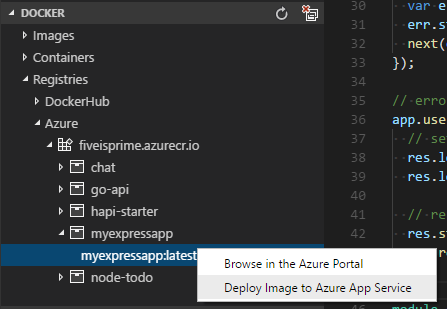 DOCKER
Images
Containers
Registries
DockerHub
Azure
fiveisprime.azurecr.io
chat
go-api
hapi-starter
myexpressapp
myexpressapp:latest
node-todo
Browse in the Azure Portal
Deploy Image to Azure App Service
30 var e
31 err.s
32 next(
33 });
34
35 // erro
36 app.use
37 // se
38 res.lo
39 res.lo
40
41 // re
42 res.s